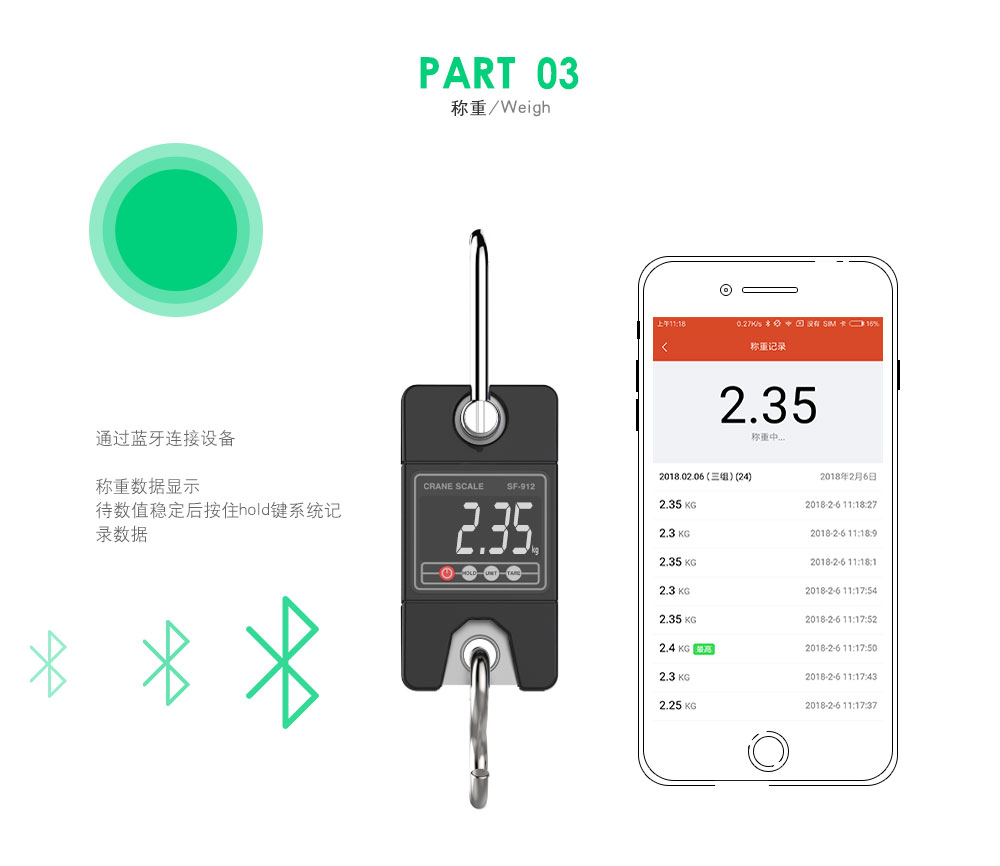 PART 03
称重/Weigh
通过蓝牙连接设备
称重数据显示
待数值稳定后按住hold键系统记
录数据
CRANE SCALE SF-912
2.35 kg
HOLD UNIT TARE
上午11:18 0.27K/s 没有 SIM 卡 16%
称重记录
2.35
称重中...
2018.02.06 (三组) (24) 2018年2月6日
2.35 KG 2018-2-6 11:18:27
2.3 KG 2018-2-6 11:18:9
2.35 KG 2018-2-6 11:18:1
2.3 KG 2018-2-6 11:17:54
2.35 KG 2018-2-6 11:17:52
2.4 KG 最高 2018-2-6 11:17:50
2.3 KG 2018-2-6 11:17:43
2.25 KG 2018-2-6 11:17:37